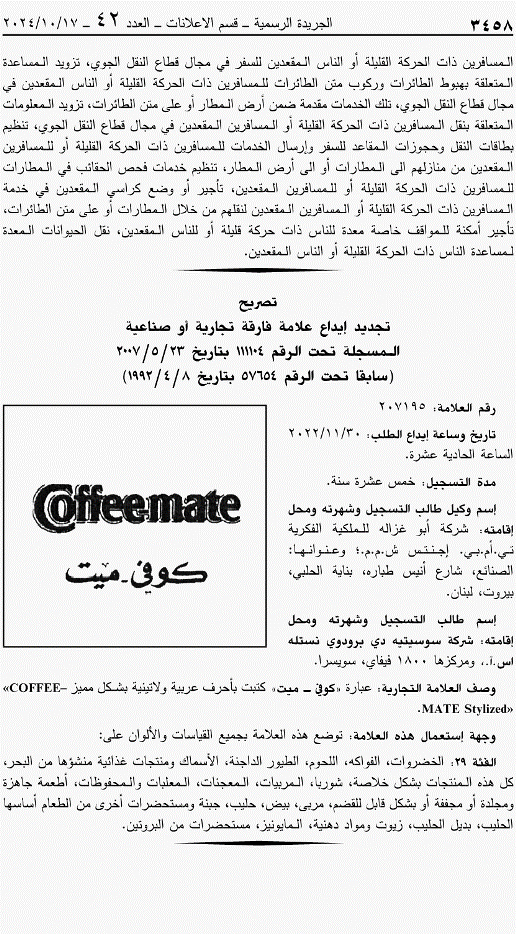 ٣٤٥٨
الجريدة الرسمية – قسم الاعلانات – العدد ٤٢ – ٢٠٢٤/١٠/١٧
المسافرين ذات الحركة القليلة أو الناس المقعدين للسفر في مجال قطاع النقل الجوي، تزويد المساعدة
المتعلقة بهبوط الطائرات وركوب متن الطائرات للمسافرين ذات الحركة القليلة أو الناس المقعدين في
مجال قطاع النقل الجوي، تلك الخدمات مقدمة ضمن أرض المطار أو على متن الطائرات، تزويد المعلومات
المتعلقة بنقل المسافرين ذات الحركة القليلة أو المسافرين المقعدين في مجال قطاع النقل الجوي، تنظيم
بطاقات النقل وحجوزات المقاعد للسفر وإرسال الخدمات للمسافرين ذات الحركة القليلة أو للمسافرين
المقعدين من منازلهم الى المطارات أو الى أرض المطار، تنظيم خدمات فحص الحقائب في المطارات
للمسافرين ذات الحركة القليلة أو للمسافرين المقعدين، تأجير أو وضع كراسي المقعدين في خدمة
المسافرين ذات الحركة القليلة أو المسافرين المقعدين لنقلهم من خلال المطارات أو على متن الطائرات،
تأجير أمكنة للمواقف خاصة معدة للناس ذات حركة قليلة أو للناس المقعدين، نقل الحيوانات المعدة
لمساعدة الناس ذات الحركة القليلة أو الناس المقعدين.
تصريح
تجديد إيداع علامة فارقة تجارية أو صناعية
المسجلة تحت الرقم ١١١١٠٤ بتاريخ ٢٠٠٧/٥/٢٣
(سابقا تحت الرقم ٥٧٦٥٤ بتاريخ ١٩٩٢/٤/٨)
رقم العلامة: ٢٠٧١٩٥
تاريخ وساعة إيداع الطلب: ٢٠٢٢/١١/٣٠
الساعة الحادية عشرة.
مدة التسجيل: خمس عشرة سنة.
إسم وكيل طالب التسجيل وشهرته ومحل
إقامته: شركة أبو غزاله للملكية الفكرية
تي.أم.بي. إجنتس ش.م.م.؛ وعنوانها:
الصنائع، شارع أنيس طباره، بناية الحلبي،
بيروت، لبنان.
إسم طالب التسجيل وشهرته ومحل
إقامته: شركة سوسيتيه دي برودوي نستله
اس.آ.، ومركزها ١٨٠٠ فيفاي، سويسرا.
Coffee-mate
كوفي-ميت
وصف العلامة التجارية: عبارة «كوفي – ميت» كتبت بأحرف عربية ولاتينية بشكل مميز «COFFEE–
MATE Stylized».
وجهة إستعمال هذه العلامة: توضع هذه العلامة بجميع القياسات والألوان على:
الفئة ٢٩: الخضروات، الفواكه، اللحوم، الطيور الداجنة، الأسماك ومنتجات غذائية منشؤها من البحر،
كل هذه المنتجات بشكل خلاصة، شوربا، المربيات، المعجنات، المعلبات والمحفوظات، أطعمة جاهزة
ومجلدة أو مجففة أو بشكل قابل للقضم، مربى، بيض، حليب، جبنة ومستحضرات أخرى من الطعام أساسها
الحليب، بديل الحليب، زيوت ومواد دهنية، المايونيز، مستحضرات من البروتين.